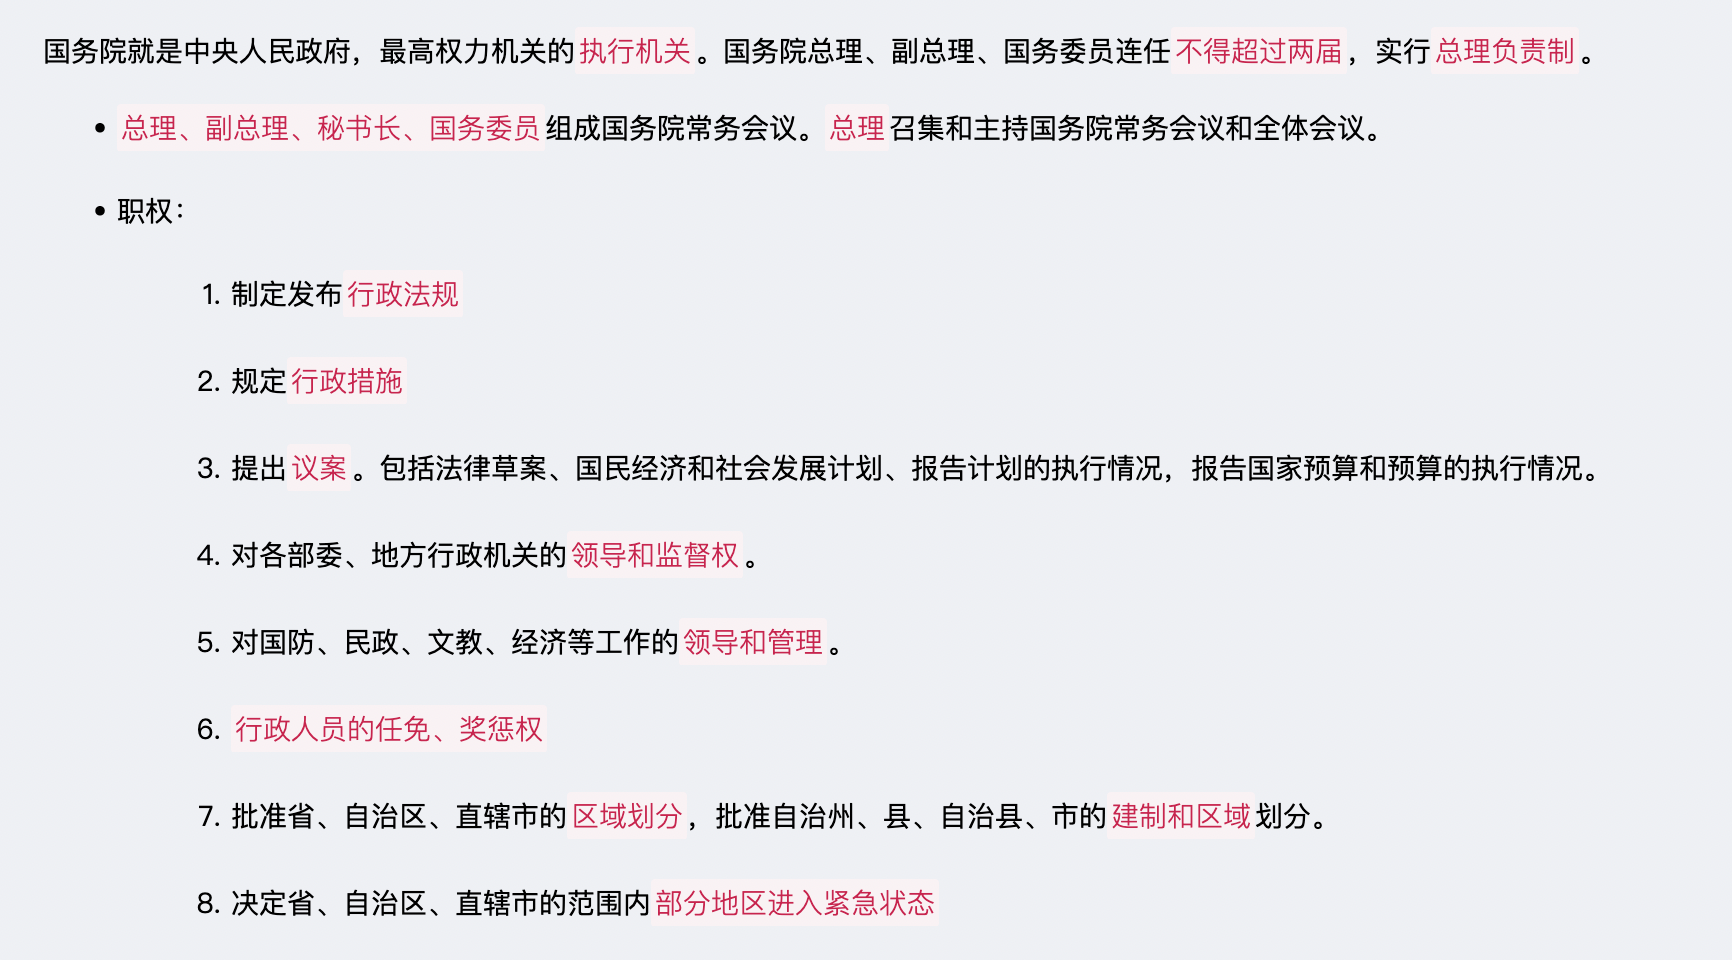 国务院就是中央人民政府，最高权力机关的执行机关。国务院总理、副总理、国务委员连任不得超过两届，实行总理负责制。
• 总理、副总理、秘书长、国务委员组成国务院常务会议。总理召集和主持国务院常务会议和全体会议。
• 职权：
1. 制定发布行政法规
2. 规定行政措施
3. 提出议案。包括法律草案、国民经济和社会发展计划、报告计划的执行情况，报告国家预算和预算的执行情况。
4. 对各部委、地方行政机关的领导和监督权。
5. 对国防、民政、文教、经济等工作的领导和管理。
6. 行政人员的任免、奖惩权
7. 批准省、自治区、直辖市的区域划分，批准自治州、县、自治县、市的建制和区域划分。
8. 决定省、自治区、直辖市的范围内部分地区进入紧急状态